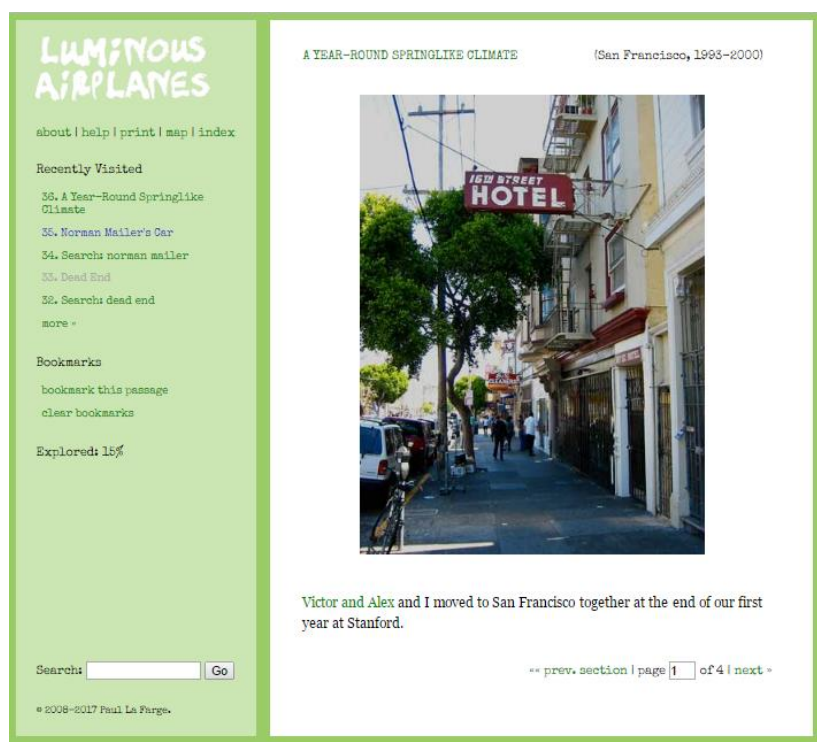 LUMiNOUS
AiRPLANES
about | help | print | map | index
Recently Visited
36. A Year-Round Springlike
Climate
35. Norman Mailer's Car
34. Search: norman mailer
33. Dead End
32. Search: dead end
more »
Bookmarks
bookmark this passage
clear bookmarks
Explored: 15%
Search: Go
© 2008-2017 Paul La Farge.
A YEAR-ROUND SPRINGLIKE CLIMATE (San Francisco, 1993-2000)
16TH STREET
HOTEL
CLEANERS
Victor and Alex and I moved to San Francisco together at the end of our first
year at Stanford.
«« prev. section | page 1 of 4 | next »